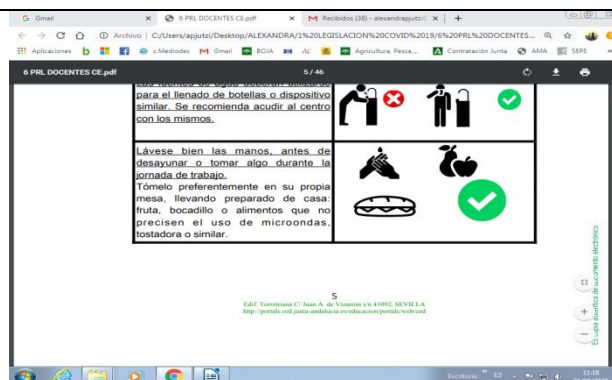 Gmail
6 PRL DOCENTES CE.pdf
Recibidos (38) - alexandrapjutzi@
Archivo | C:/Users/apjutzi/Desktop/ALEXANDRA/1%20LEGISLACION%20COVID%2019/6%20PRL%20DOCENTES...
Aplicaciones
c.Mediodes
Gmail
BOJA
Agricultura, Pesca,...
Contratación Junta
AMA
SEPE
6 PRL DOCENTES CE.pdf
5 / 46
para el llenado de botellas o dispositivo
similar. Se recomienda acudir al centro
con los mismos.
Lávese bien las manos, antes de
desayunar o tomar algo durante la
jornada de trabajo.
Tómelo preferentemente en su propia
mesa, llevando preparado de casa:
fruta, bocadillo o alimentos que no
precisen el uso de microondas,
tostadora o similar.
5
Edif. Torretriana C/ Juan A. de Vizarrón s/n 41092, SEVILLA
http://portals.ced.junta-andalucia.es/educacion/portals/web/ced
Es copia auténtica de documento electrónico
Escritorio
ES
11:18